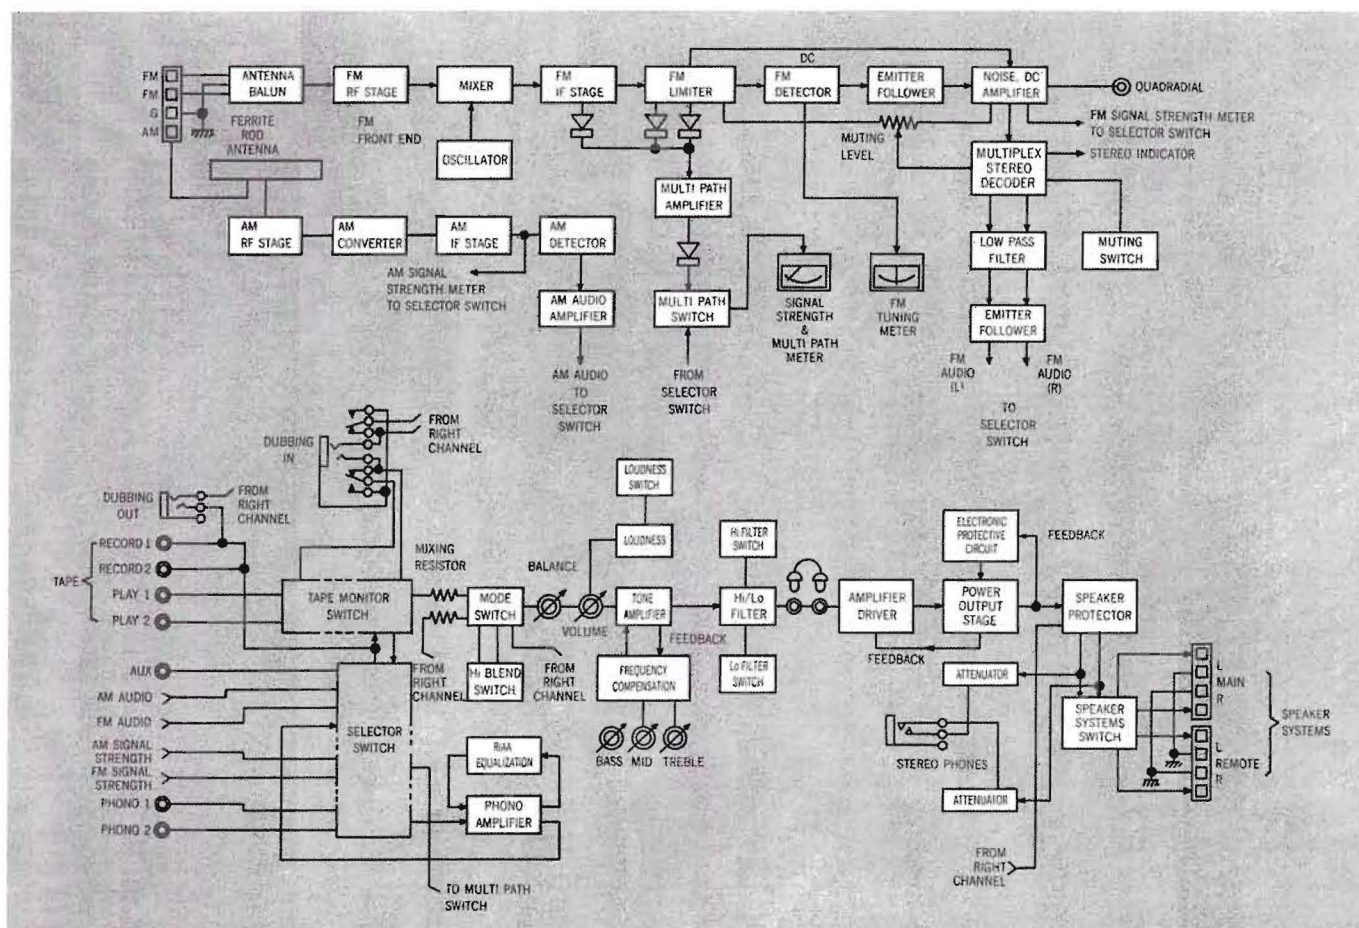 FM
FM
G
AM
ANTENNA
BALUN
FERRITE
ROD
ANTENNA
FM
RF STAGE
FM
FRONT END
MIXER
OSCILLATOR
FM
IF STAGE
FM
LIMITER
DC
FM
DETECTOR
EMITTER
FOLLOWER
NOISE, DC
AMPLIFIER
QUADRADIAL
FM SIGNAL STRENGTH METER
TO SELECTOR SWITCH
STEREO INDICATOR
MUTING
LEVEL
MULTIPLEX
STEREO
DECODER
MULTI PATH
AMPLIFIER
AM
RF STAGE
AM
CONVERTER
AM
IF STAGE
AM
DETECTOR
LOW PASS
FILTER
MUTING
SWITCH
AM SIGNAL
STRENGTH METER
TO SELECTOR SWITCH
AM AUDIO
AMPLIFIER
MULTI PATH
SWITCH
SIGNAL
STRENGTH
&
MULTI PATH
METER
FM
TUNING
METER
EMITTER
FOLLOWER
AM AUDIO
TO
SELECTOR
SWITCH
FROM
SELECTOR
SWITCH
FM
AUDIO
(L)
FM
AUDIO
(R)
TO
SELECTOR
SWITCH
DUBBING
IN
FROM
RIGHT
CHANNEL
DUBBING
OUT
FROM
RIGHT
CHANNEL
TAPE
RECORD 1
RECORD 2
PLAY 1
PLAY 2
TAPE MONITOR
SWITCH
MIXING
RESISTOR
MODE
SWITCH
BALANCE
VOLUME
LOUDNESS
SWITCH
LOUDNESS
TONE
AMPLIFIER
FEEDBACK
Hi FILTER
SWITCH
Hi/Lo
FILTER
Lo FILTER
SWITCH
AMPLIFIER
DRIVER
FEEDBACK
ELECTRONIC
PROTECTIVE
CIRCUIT
FEEDBACK
POWER
OUTPUT
STAGE
SPEAKER
PROTECTOR
FROM
RIGHT
CHANNEL
Hi BLEND
SWITCH
FROM
RIGHT
CHANNEL
FREQUENCY
COMPENSATION
BASS
MID
TREBLE
ATTENUATOR
STEREO PHONES
ATTENUATOR
SPEAKER
SYSTEMS
SWITCH
L
MAIN
R
L
REMOTE
R
SPEAKER
SYSTEMS
FROM
RIGHT
CHANNEL
AUX
AM AUDIO
FM AUDIO
AM SIGNAL
STRENGTH
FM SIGNAL
STRENGTH
PHONO 1
PHONO 2
SELECTOR
SWITCH
RIAA
EQUALIZATION
PHONO
AMPLIFIER
TO MULTI PATH
SWITCH